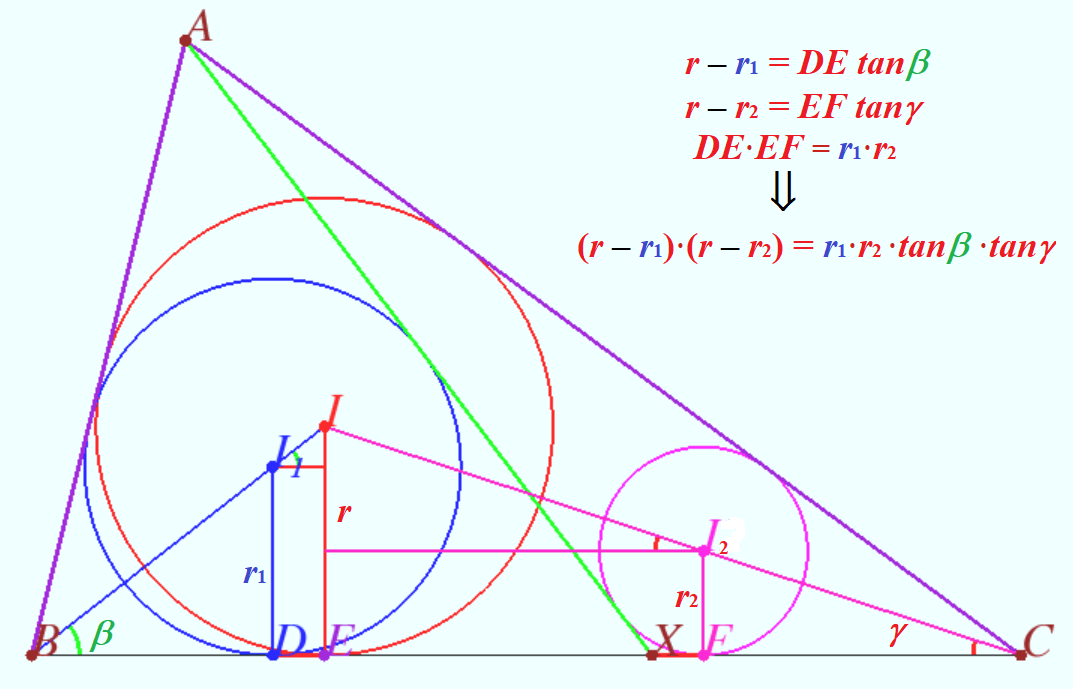 A
r – r₁ = DE tanβ
r – r₂ = EF tanγ
DE·EF = r₁·r₂
⇓
(r – r₁)·(r – r₂) = r₁·r₂·tanβ·tanγ
I
I₁
r
I₂
r₁
r₂
B β D E X F γ C